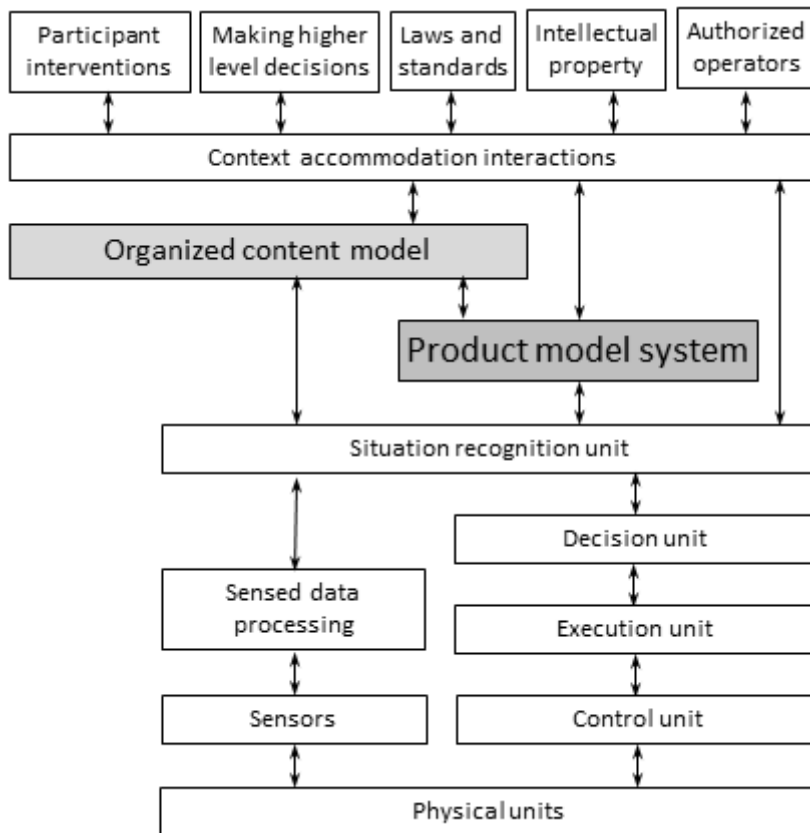 Participant
interventions
Making higher
level decisions
Laws and
standards
Intellectual
property
Authorized
operators
Context accommodation interactions
Organized content model
Product model system
Situation recognition unit
Decision unit
Sensed data
processing
Execution unit
Sensors
Control unit
Physical units